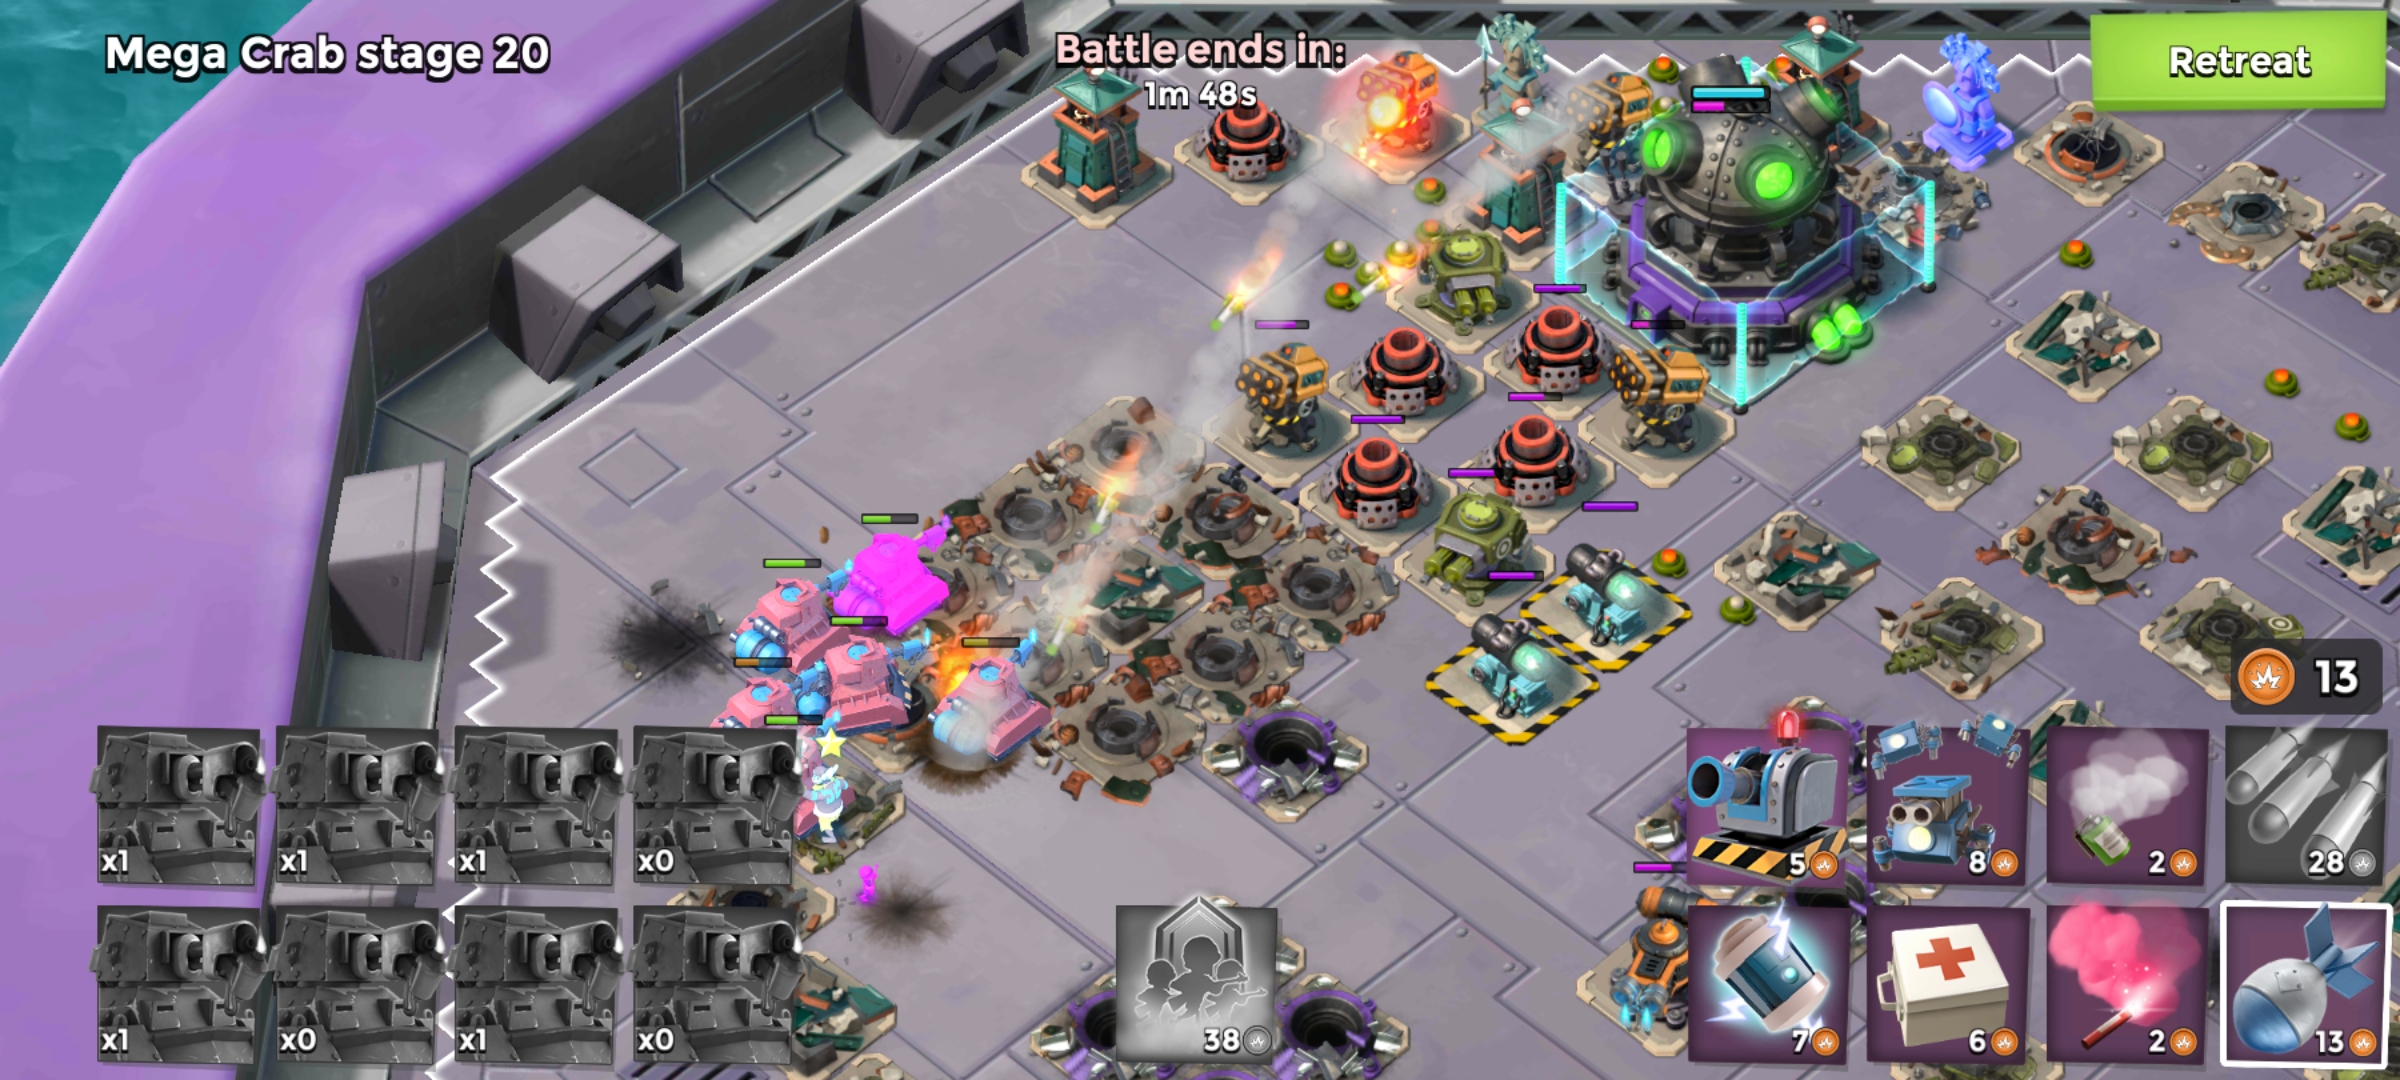 Mega Crab stage 20
Battle ends in:
1m 48s
Retreat
13
x1
x1
x1
x0
5
8
2
28
x1
x0
x1
x0
38
7
6
2
13